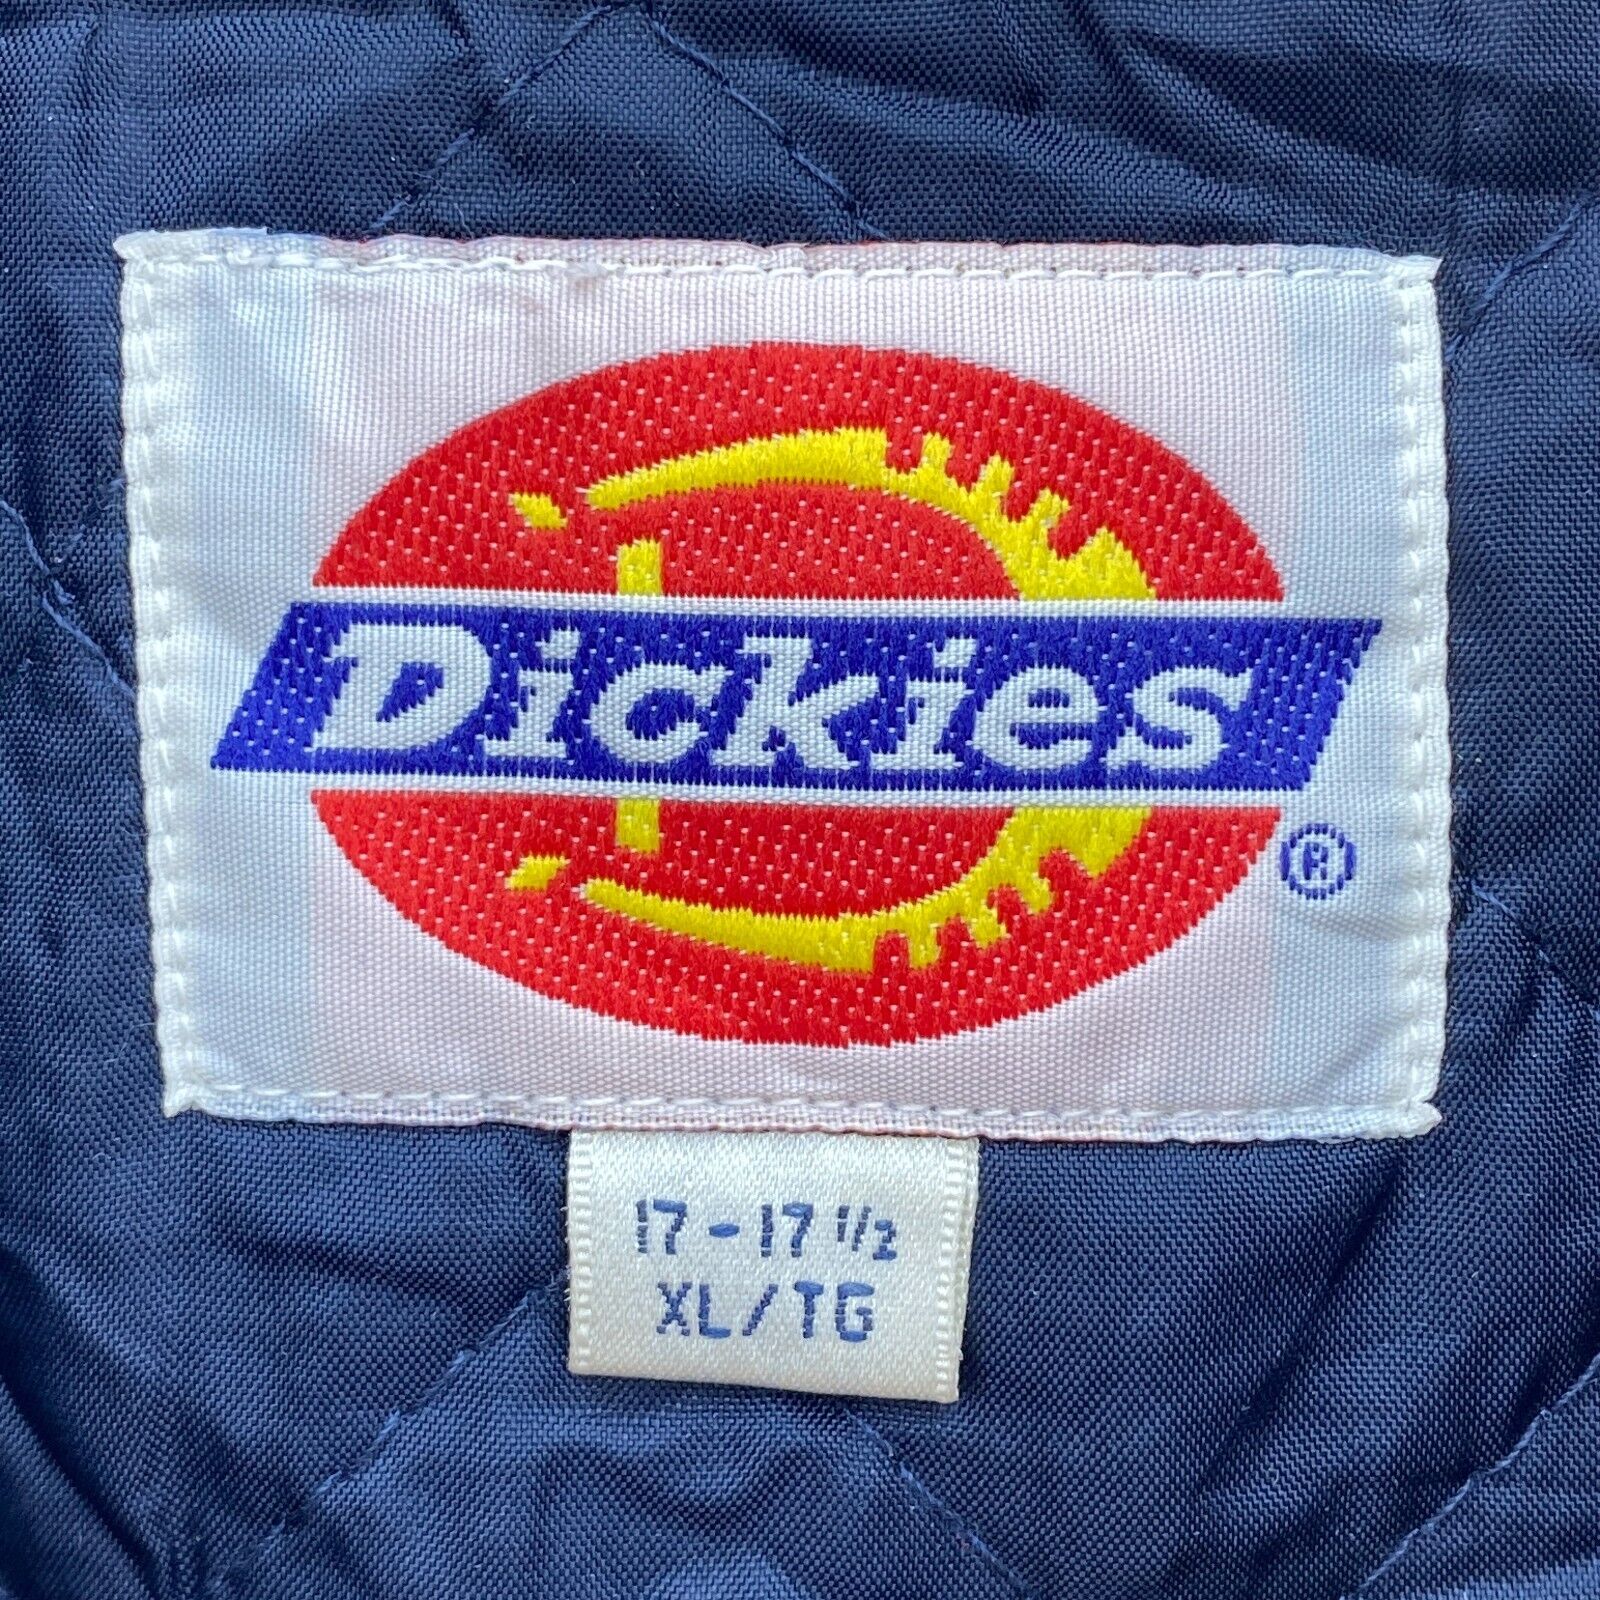 Dickies
®
17 - 17 1/2
XL/TG